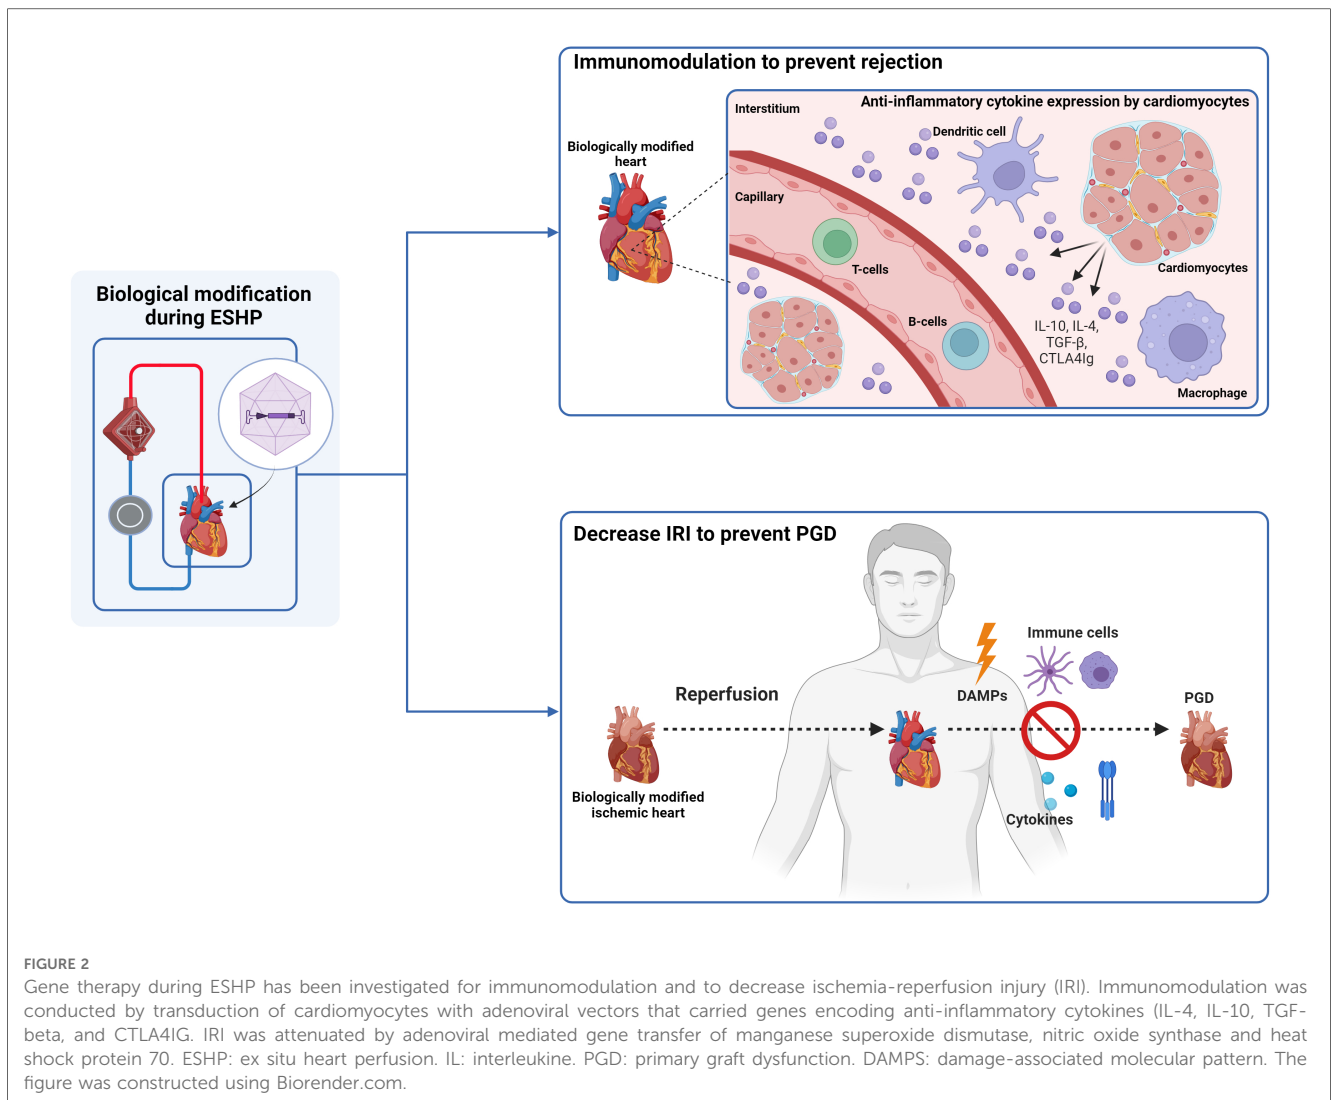 Biological modification
during ESHP
Immunomodulation to prevent rejection
Biologically modified
heart
Interstitium
Anti-inflammatory cytokine expression by cardiomyocytes
Dendritic cell
Capillary
T-cells
B-cells
Cardiomyocytes
IL-10, IL-4,
TGF-β,
CTLA4Ig
Macrophage
Decrease IRI to prevent PGD
Reperfusion
Biologically modified
ischemic heart
DAMPs
Immune cells
Cytokines
PGD
FIGURE 2
Gene therapy during ESHP has been investigated for immunomodulation and to decrease ischemia-reperfusion injury (IRI). Immunomodulation was
conducted by transduction of cardiomyocytes with adenoviral vectors that carried genes encoding anti-inflammatory cytokines (IL-4, IL-10, TGF-
beta, and CTLA4IG. IRI was attenuated by adenoviral mediated gene transfer of manganese superoxide dismutase, nitric oxide synthase and heat
shock protein 70. ESHP: ex situ heart perfusion. IL: interleukine. PGD: primary graft dysfunction. DAMPS: damage-associated molecular pattern. The
figure was constructed using Biorender.com.